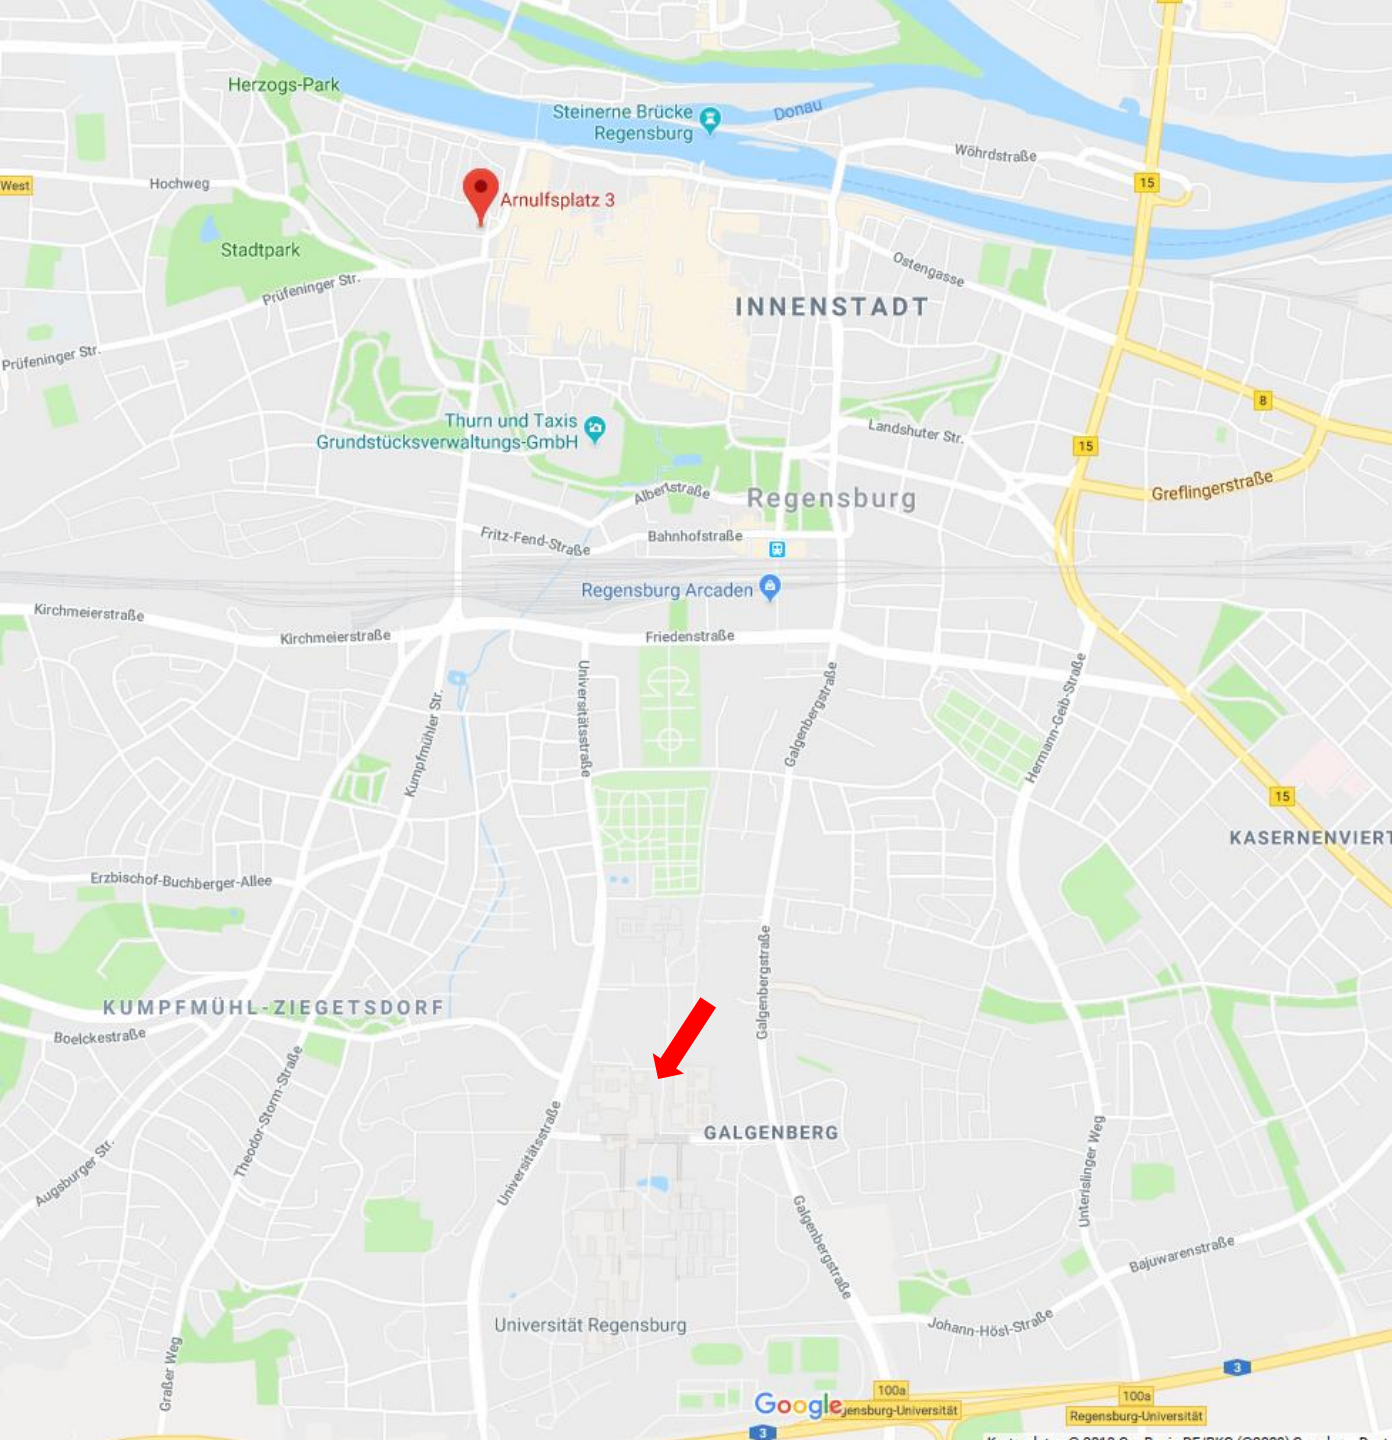 Herzogs-Park
Steinerne Brücke
Regensburg
Donau
Wöhrdstraße
West
Hochweg
15
Arnulfsplatz 3
Stadtpark
Ostengasse
Prüfeninger Str.
INNENSTADT
Prüfeninger Str.
8
Thurn und Taxis
Grundstücksverwaltungs-GmbH
Landshuter Str.
15
Albertstraße
Regensburg
Greflingerstraße
Fritz-Fend-Straße
Bahnhofstraße
Regensburg Arcaden
Kirchmeierstraße
Kirchmeierstraße
Friedenstraße
Universitätsstraße
Galgenbergstraße
Hermann-Geib-Straße
Kumpfmühler Str.
15
KASERNENVIERT
Erzbischof-Buchberger-Allee
Galgenbergstraße
KUMPFMÜHL-ZIEGETSDORF
Boelckestraße
Theodor-Storm-Straße
Universitätsstraße
GALGENBERG
Augsburger Str.
Unterislinger Weg
Galgenbergstraße
Bajuwarenstraße
Johann-Hösl-Straße
Universität Regensburg
Graßer Weg
3
100a
100a
Google
gensburg-Universität
Regensburg-Universität
3